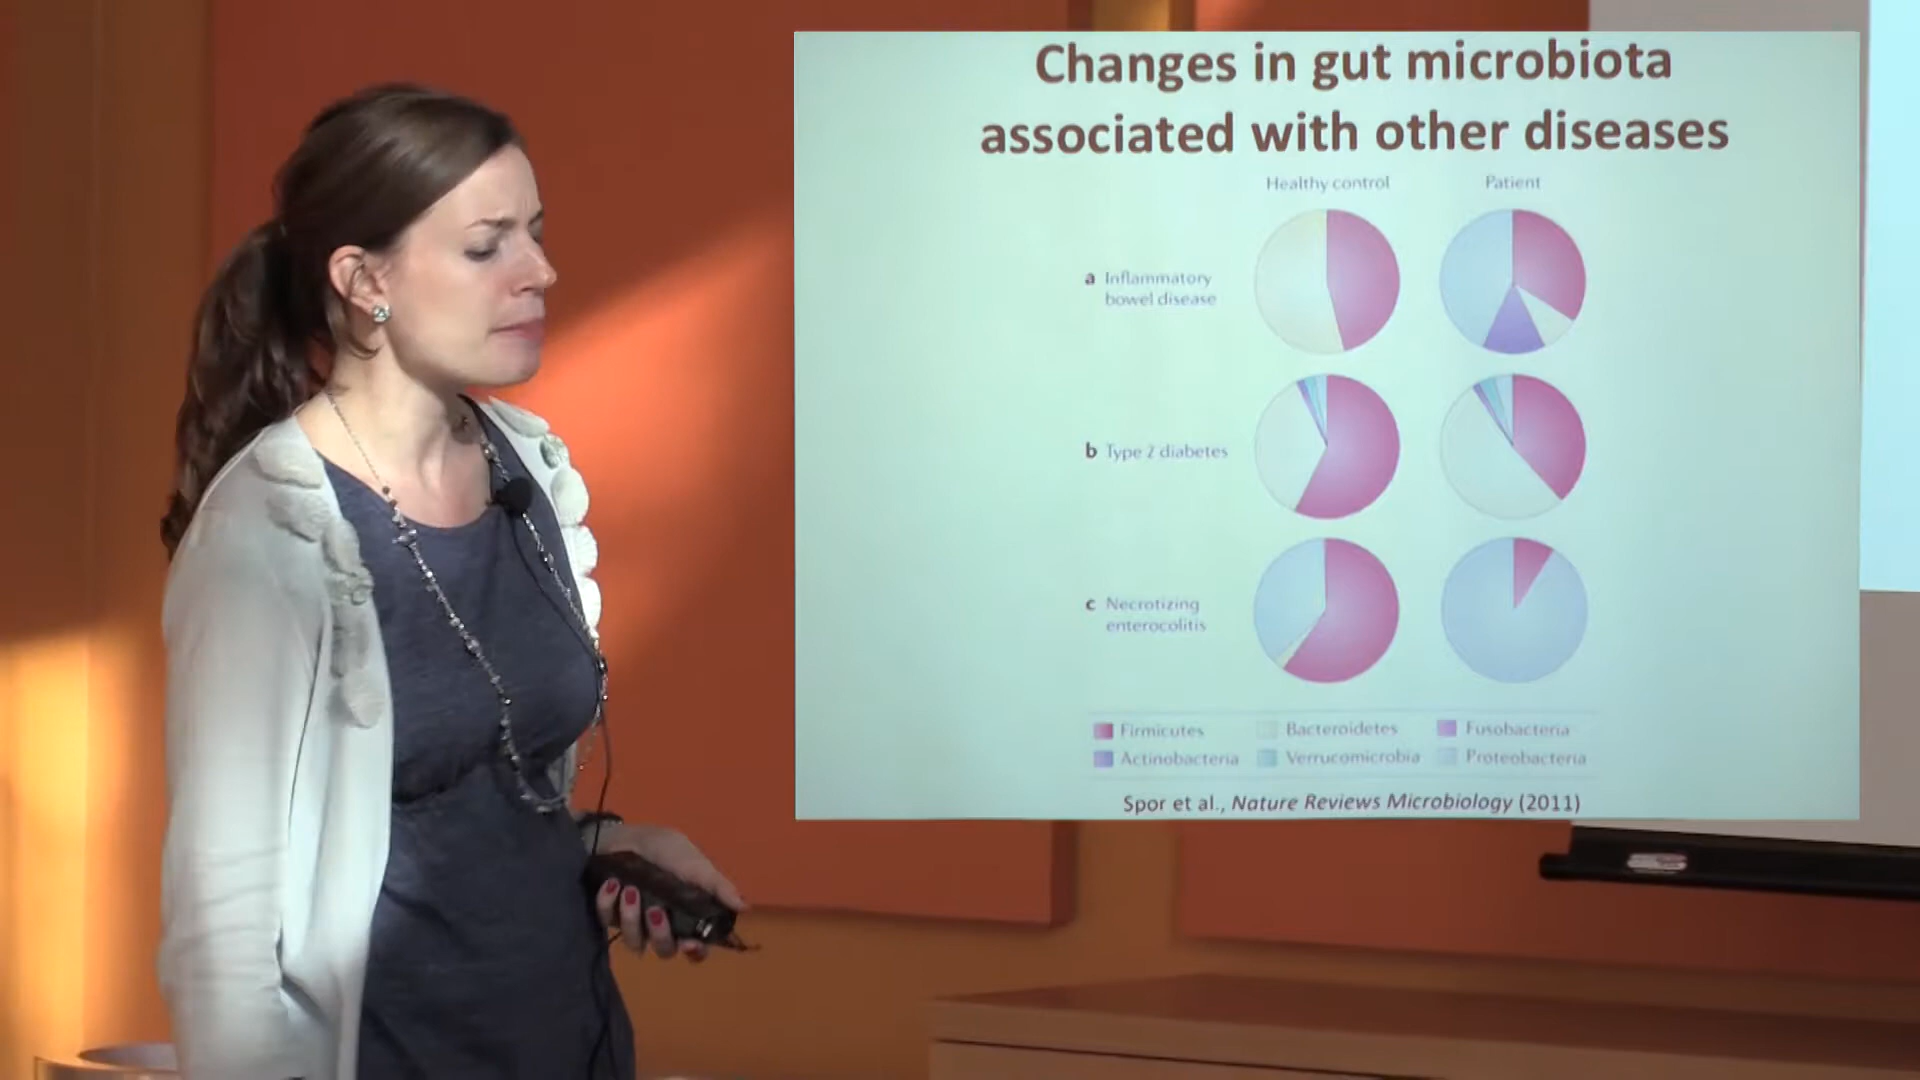 Changes in gut microbiota
associated with other diseases
Healthy control Patient
a Inflammatory
bowel disease
b Type 2 diabetes
c Necrotizing
enterocolitis
Firmicutes Bacteroidetes Fusobacteria
Actinobacteria Verrucomicrobia Proteobacteria
Spor et al., Nature Reviews Microbiology (2011)